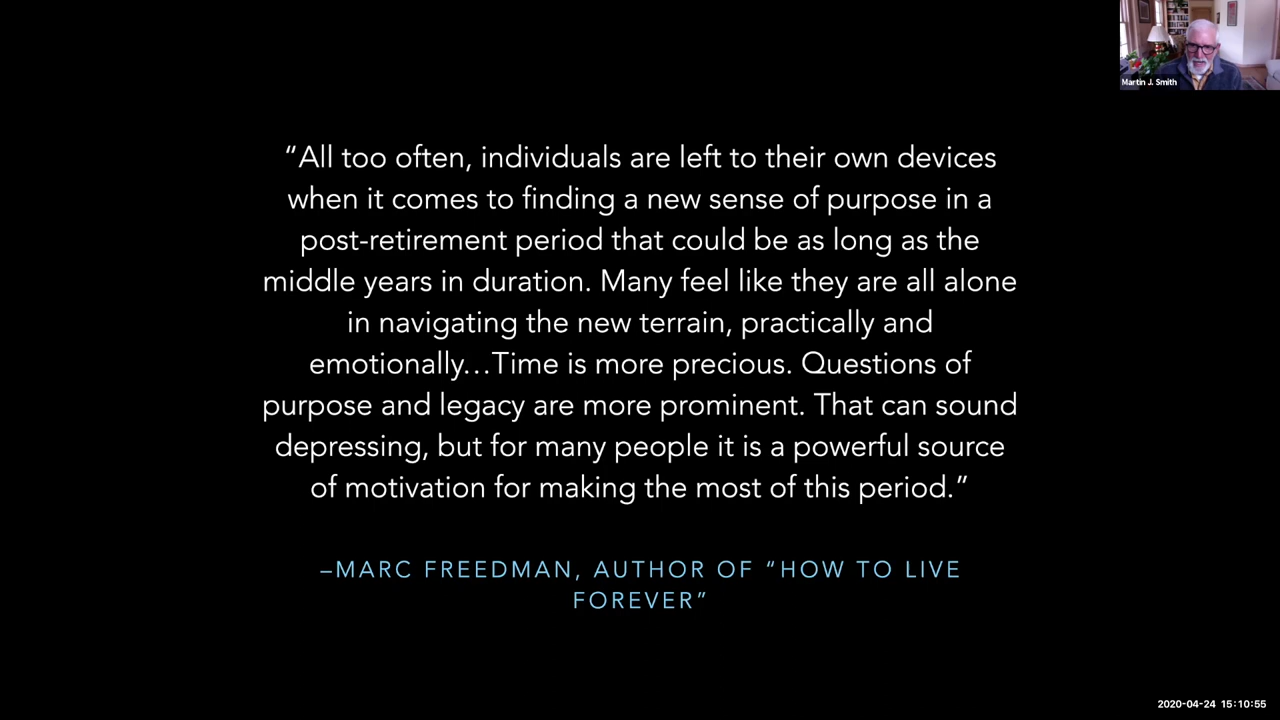 Martin J. Smith
“All too often, individuals are left to their own devices
when it comes to finding a new sense of purpose in a
post-retirement period that could be as long as the
middle years in duration. Many feel like they are all alone
in navigating the new terrain, practically and
emotionally…Time is more precious. Questions of
purpose and legacy are more prominent. That can sound
depressing, but for many people it is a powerful source
of motivation for making the most of this period.”
–MARC FREEDMAN, AUTHOR OF “HOW TO LIVE
FOREVER”
2020-04-24 15:10:55